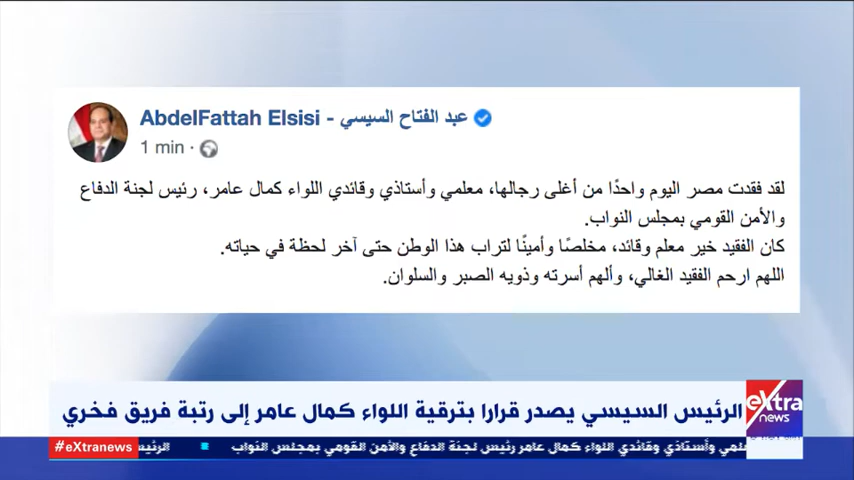 AbdelFattah Elsisi - عبد الفتاح السيسي
1 min ·
لقد فقدت مصر اليوم واحدًا من أغلى رجالها، معلمي وأستاذي وقائدي اللواء كمال عامر، رئيس لجنة الدفاع
والأمن القومي بمجلس النواب.
كان الفقيد خير معلم وقائد، مخلصًا وأمينًا لتراب هذا الوطن حتى آخر لحظة في حياته.
اللهم ارحم الفقيد الغالي، وألهم أسرته وذويه الصبر والسلوان.
الرئيس السيسي يصدر قرارا بترقية اللواء كمال عامر إلى رتبة فريق فخري
eXtra
news
علمي وأستاذي وقائدي اللواء كمال عامر رئيس لجنة الدفاع والأمن القومي بمجلس النواب
#eXtranews